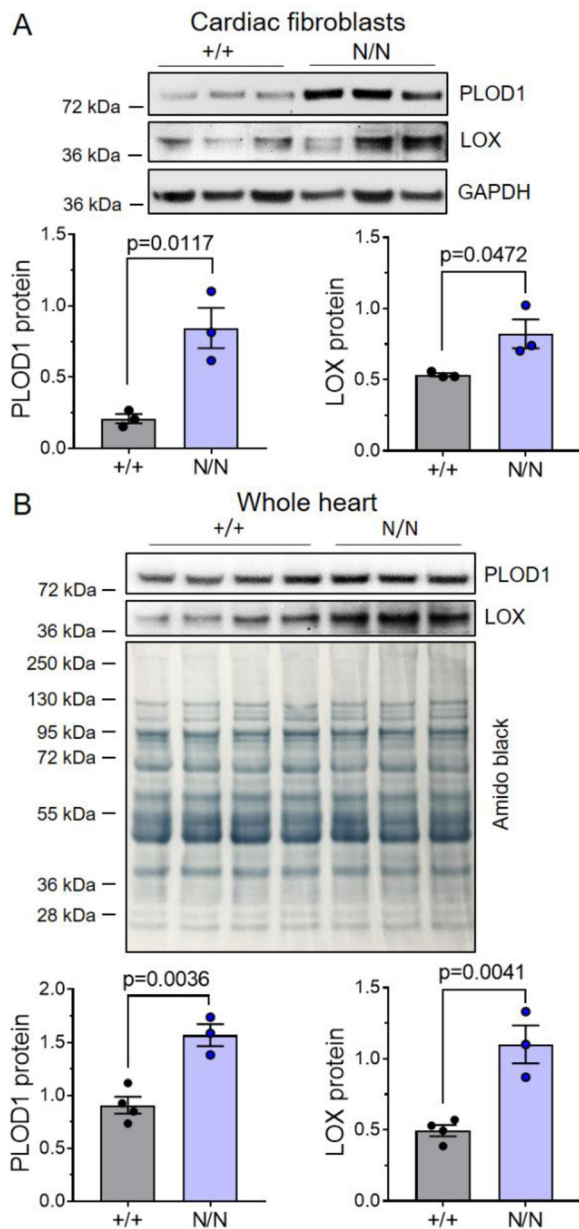 A Cardiac fibroblasts
+/+ N/N
72 kDa PLOD1
36 kDa LOX
36 kDa GAPDH
p=0.0117
PLOD1 protein
1.5
1.0
0.5
0.0
+/+ N/N
p=0.0472
LOX protein
1.5
1.0
0.5
0.0
+/+ N/N
B Whole heart
+/+ N/N
72 kDa PLOD1
36 kDa LOX
250 kDa
130 kDa
95 kDa
72 kDa
55 kDa
36 kDa
28 kDa
Amido black
p=0.0036
PLOD1 protein
2.0
1.5
1.0
0.5
0.0
+/+ N/N
p=0.0041
LOX protein
1.5
1.0
0.5
0.0
+/+ N/N